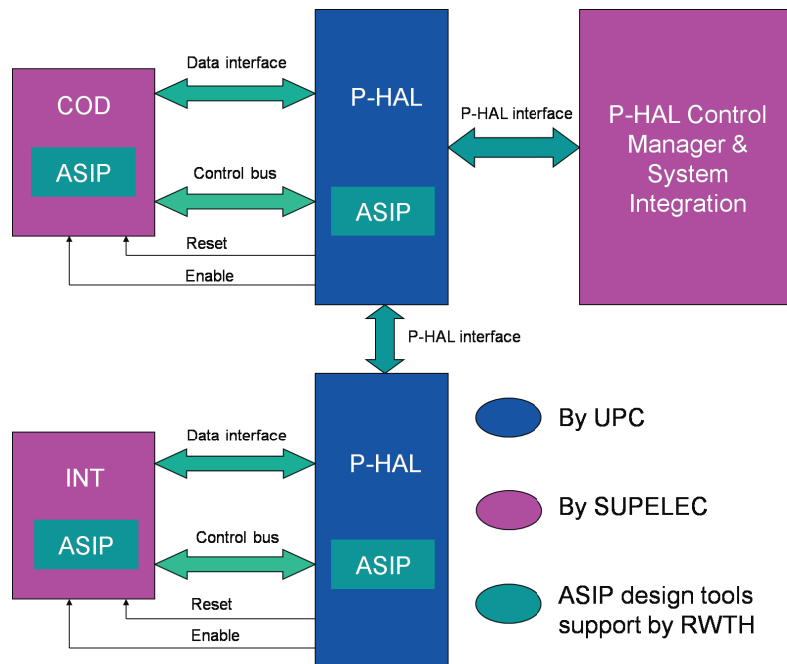 COD
ASIP
Data interface
Control bus
Reset
Enable
P-HAL
ASIP
P-HAL interface
P-HAL Control
Manager &
System
Integration
P-HAL interface
INT
ASIP
Data interface
Control bus
Reset
Enable
P-HAL
ASIP
By UPC
By SUPELEC
ASIP design tools
support by RWTH